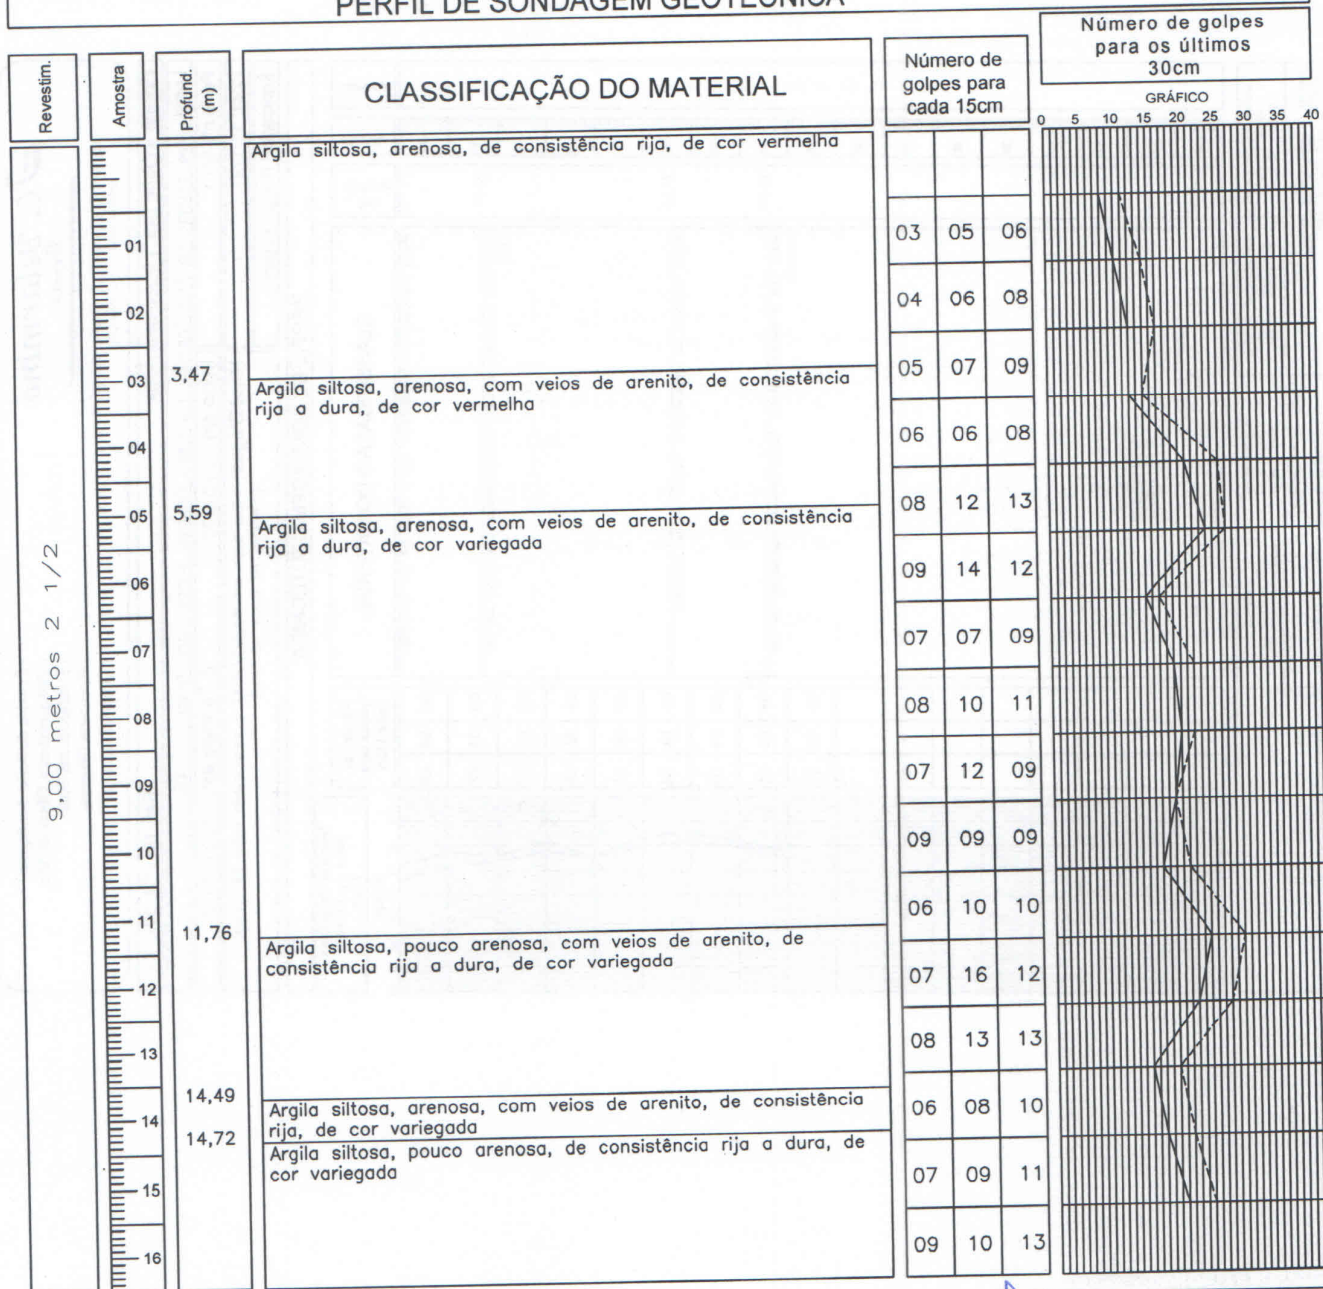 PERFIL DE SONDAGEM GEOTÉCNICA
Revestim.
Amostra
Profund.
(m)
CLASSIFICAÇÃO DO MATERIAL
Número de
golpes para
cada 15cm
Número de golpes
para os últimos
30cm
GRÁFICO
0 5 10 15 20 25 30 35 40
Argila siltosa, arenosa, de consistência rija, de cor vermelha
01
03 05 06
02
04 06 08
03
3,47
05 07 09
Argila siltosa, arenosa, com veios de arenito, de consistência
rija a dura, de cor vermelha
04
06 06 08
05
5,59
08 12 13
Argila siltosa, arenosa, com veios de arenito, de consistência
rija a dura, de cor variegada
06
09 14 12
07
07 07 09
08
08 10 11
09
07 12 09
10
09 09 09
11
06 10 10
11,76
Argila siltosa, pouco arenosa, com veios de arenito, de
consistência rija a dura, de cor variegada
12
07 16 12
13
08 13 13
14,49
Argila siltosa, arenosa, com veios de arenito, de consistência
rija, de cor variegada
14
06 08 10
14,72
Argila siltosa, pouco arenosa, de consistência rija a dura, de
cor variegada
15
07 09 11
16
09 10 13
9,00 metros 2 1/2